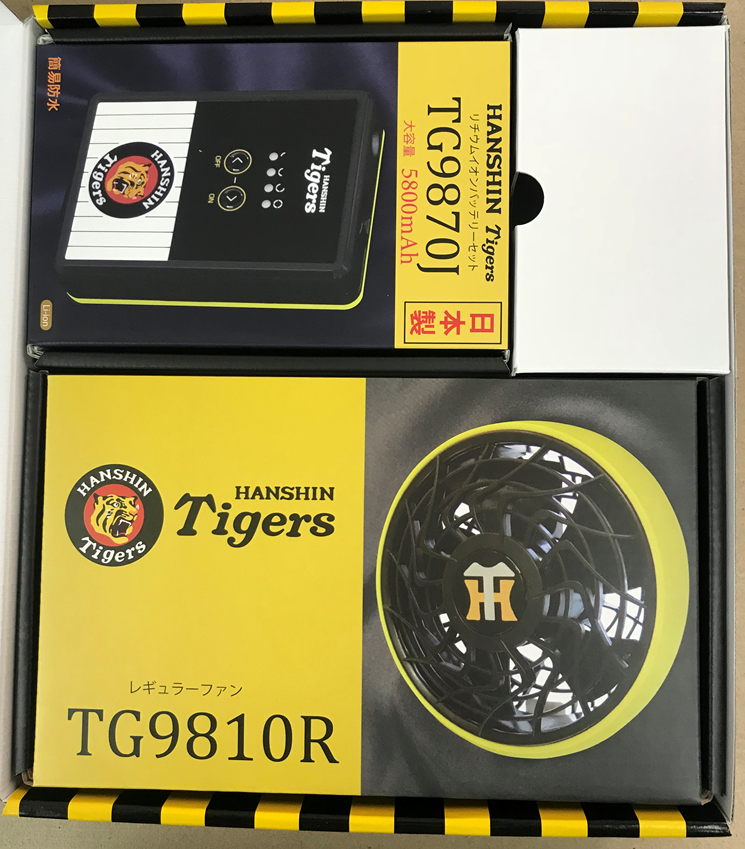 HANSHIN Tigers
リチウムイオンバッテリーセット
TG9870J
大容量 5800mAh
日本製
簡易防水
Li-ion
HANSHIN
Tigers
OFF
ON
HANSHIN
Tigers
HANSHIN
Tigers
HANSHIN
Tigers
レギュラーファン
TG9810R